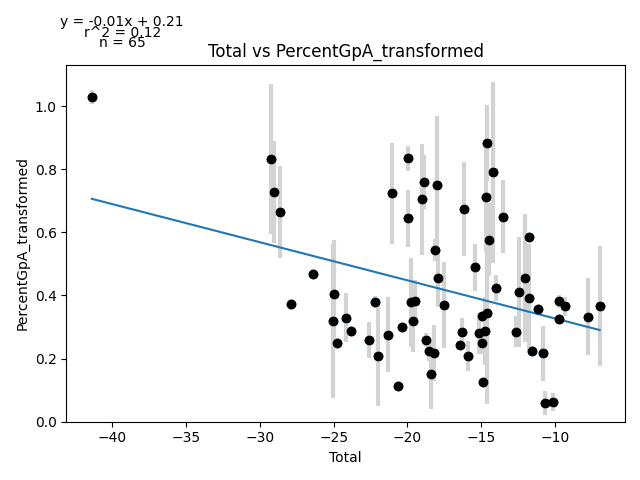 y = -0.01x + 0.21
r^2 = 0.12
n = 65
Total vs PercentGpA_transformed
PercentGpA_transformed
1.0
0.8
0.6
0.4
0.2
0.0
−40
−35
−30
−25
−20
−15
−10
Total